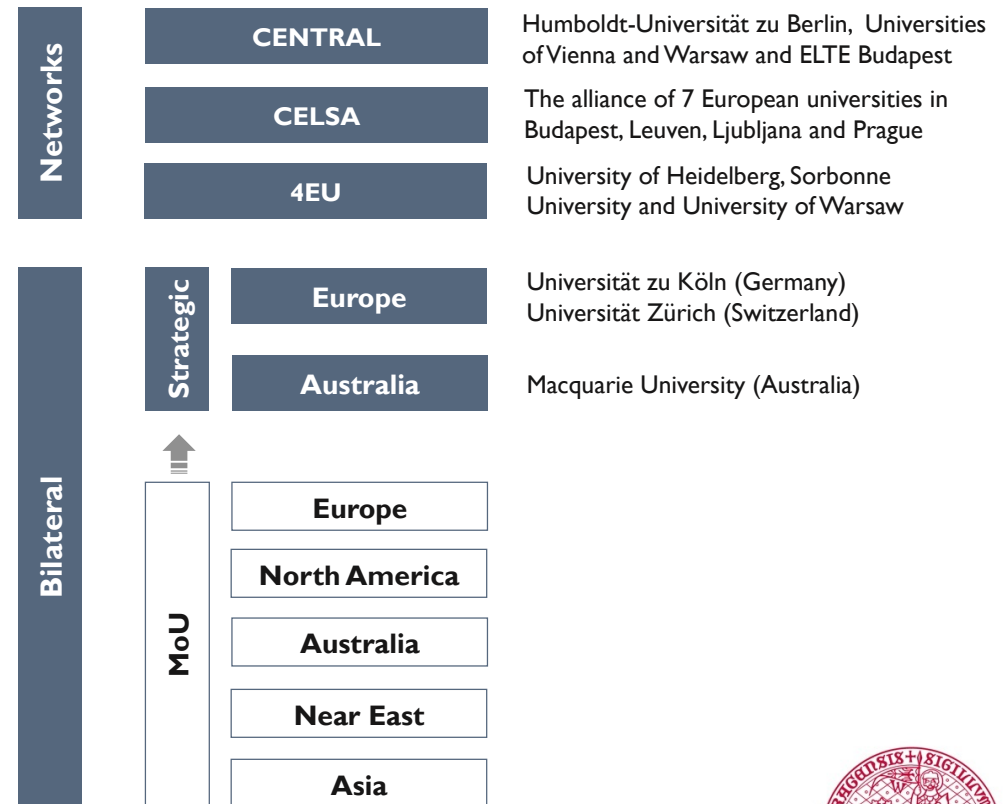 Networks
CENTRAL
Humboldt-Universität zu Berlin, Universities
of Vienna and Warsaw and ELTE Budapest
CELSA
The alliance of 7 European universities in
Budapest, Leuven, Ljubljana and Prague
4EU
University of Heidelberg, Sorbonne
University and University of Warsaw
Bilateral
Strategic
Europe
Universität zu Köln (Germany)
Universität Zürich (Switzerland)
Australia
Macquarie University (Australia)
MoU
Europe
North America
Australia
Near East
Asia